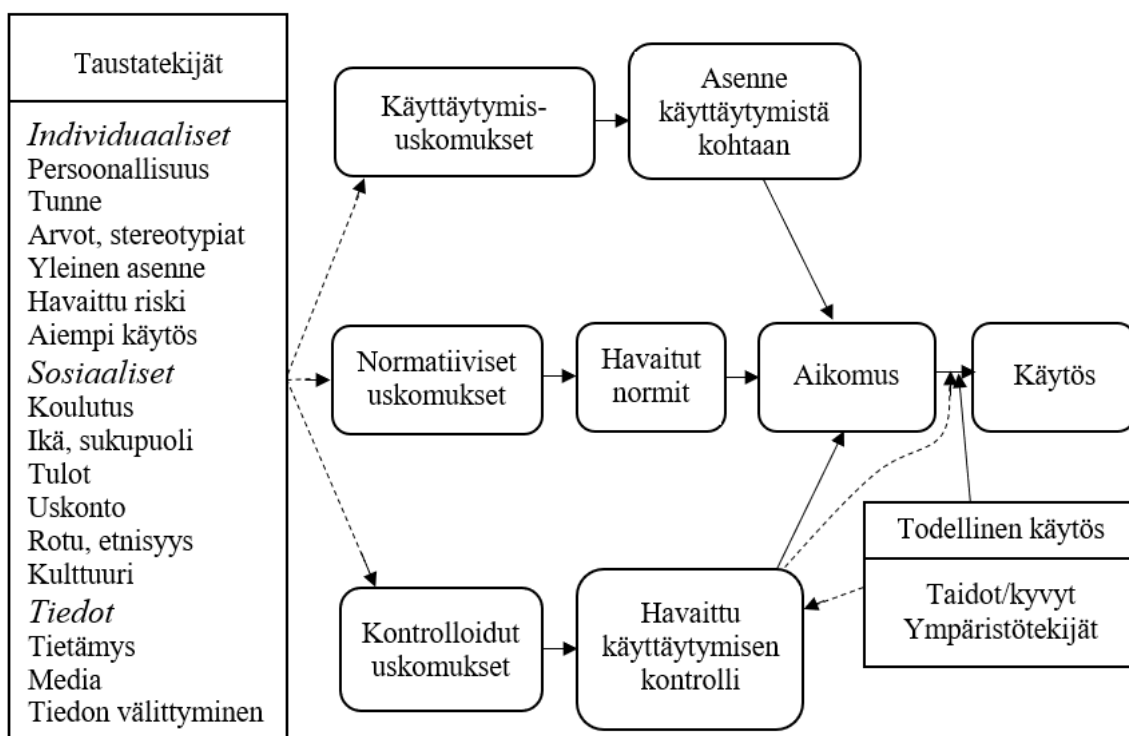 Taustatekijät
Individuaaliset
Persoonallisuus
Tunne
Arvot, stereotypiat
Yleinen asenne
Havaittu riski
Aiempi käytös
Sosiaaliset
Koulutus
Ikä, sukupuoli
Tulot
Uskonto
Rotu, etnisyys
Kulttuuri
Tiedot
Tietämys
Media
Tiedon välittyminen
Käyttäytymis-
uskomukset
Asenne
käyttäytymistä
kohtaan
Normatiiviset
uskomukset
Havaitut
normit
Aikomus
Käytös
Kontrolloidut
uskomukset
Havaittu
käyttäytymisen
kontrolli
Todellinen käytös
Taidot/kyvyt
Ympäristötekijät